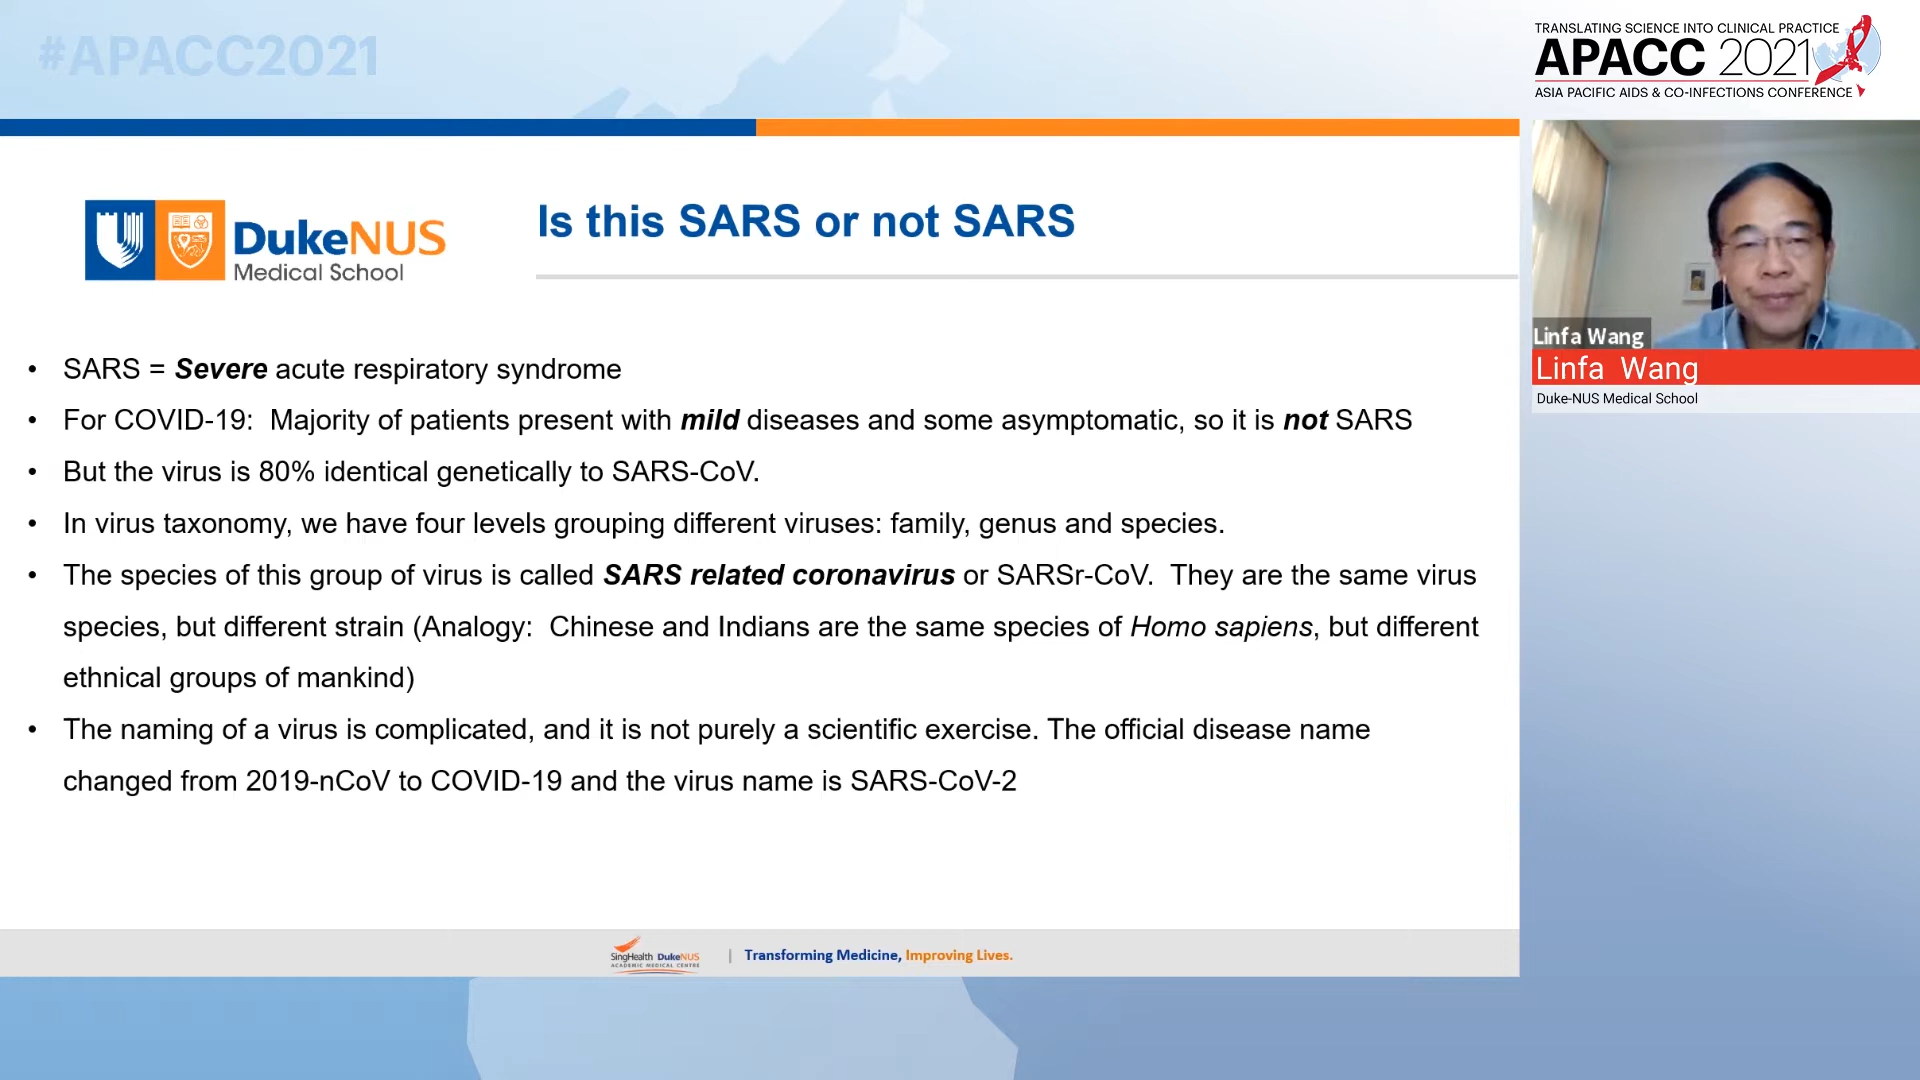 #APACC2021
TRANSLATING SCIENCE INTO CLINICAL PRACTICE
APACC 2021
ASIA PACIFIC AIDS & CO-INFECTIONS CONFERENCE
DukeNUS
Medical School
Is this SARS or not SARS
• SARS = Severe acute respiratory syndrome
• For COVID-19:  Majority of patients present with mild diseases and some asymptomatic, so it is not SARS
• But the virus is 80% identical genetically to SARS-CoV.
• In virus taxonomy, we have four levels grouping different viruses: family, genus and species.
• The species of this group of virus is called SARS related coronavirus or SARSr-CoV.  They are the same virus
species, but different strain (Analogy:  Chinese and Indians are the same species of Homo sapiens, but different
ethnical groups of mankind)
• The naming of a virus is complicated, and it is not purely a scientific exercise. The official disease name
changed from 2019-nCoV to COVID-19 and the virus name is SARS-CoV-2
Linfa Wang
Linfa Wang
Duke-NUS Medical School
SingHealth DukeNUS
ACADEMIC MEDICAL CENTRE
| Transforming Medicine, Improving Lives.